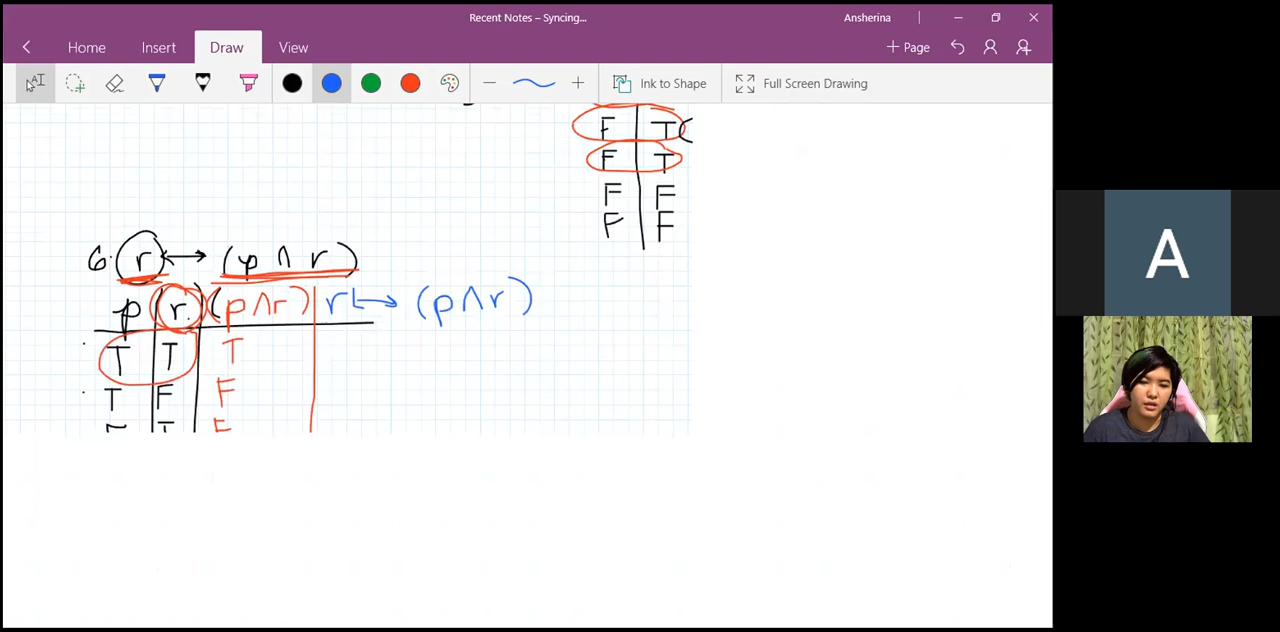 Recent Notes – Syncing...
Ansherina
Home Insert Draw View
Page
Ink to Shape
Full Screen Drawing
F T
F T
F F
F F
6. r ↔ (p ∧ r)
p r (p ∧ r) r ↔ (p ∧ r)
T T T
T F F
F T F
A